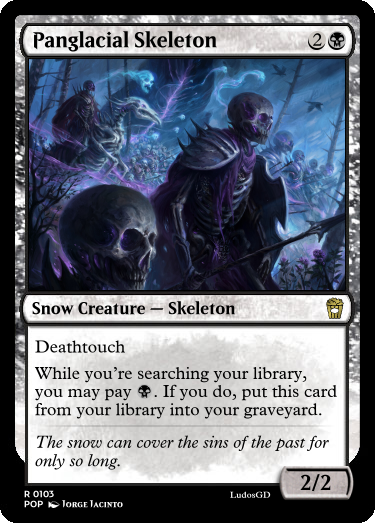 Panglacial Skeleton 2
Snow Creature — Skeleton
Deathtouch
While you're searching your library,
you may pay . If you do, put this card
from your library into your graveyard.
The snow can cover the sins of the past for
only so long.
2/2
R 0103
POP Jorge Jacinto
LudosGD